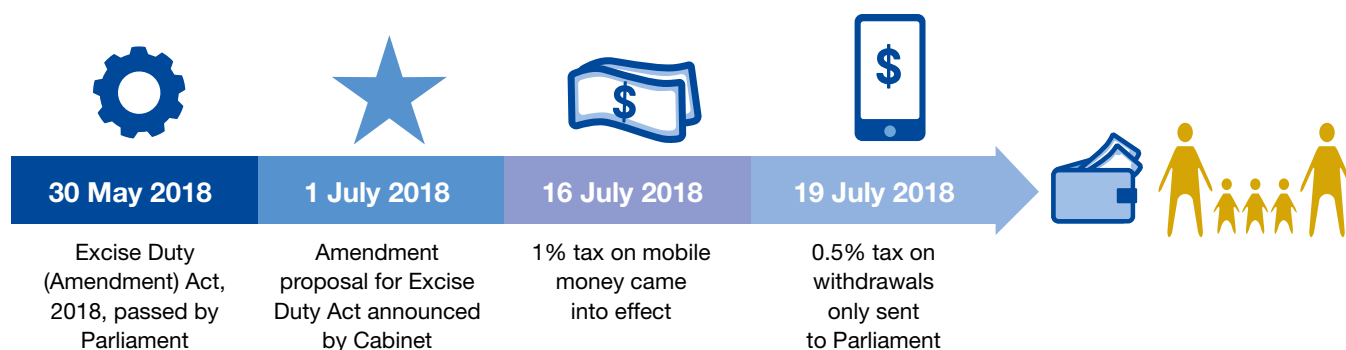 $
$
30 May 2018
1 July 2018
16 July 2018
19 July 2018
Excise Duty
(Amendment) Act,
2018, passed by
Parliament
Amendment
proposal for Excise
Duty Act announced
by Cabinet
1% tax on mobile
money came
into effect
0.5% tax on
withdrawals
only sent
to Parliament